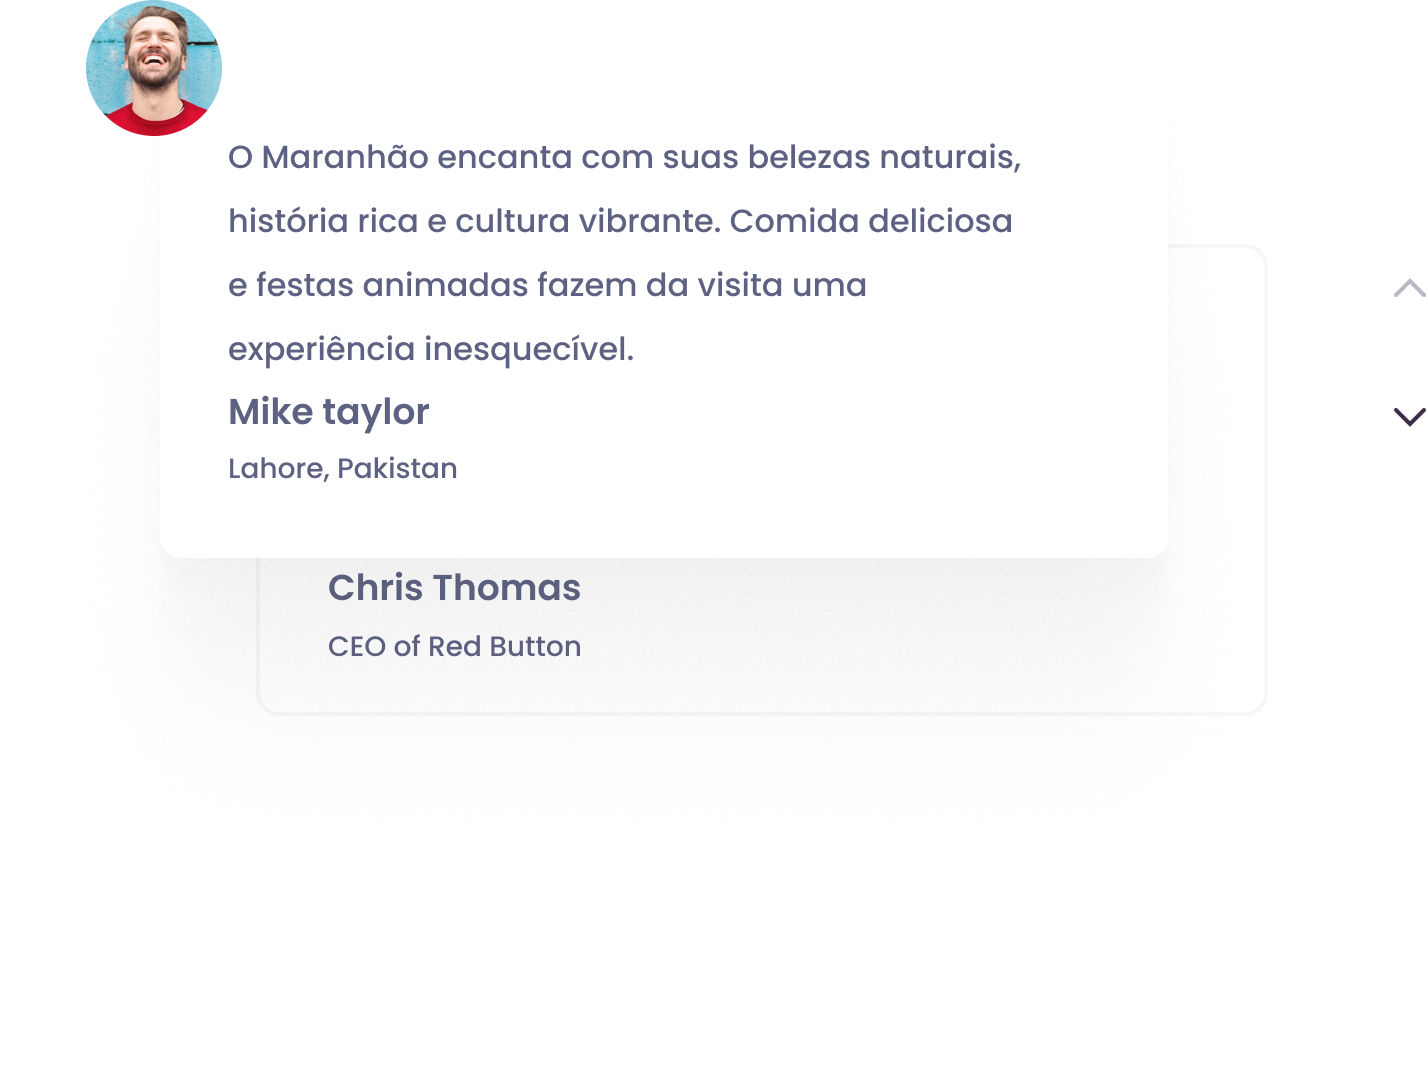 O Maranhão encanta com suas belezas naturais,
história rica e cultura vibrante. Comida deliciosa
e festas animadas fazem da visita uma
experiência inesquecível.
Mike taylor
Lahore, Pakistan
Chris Thomas
CEO of Red Button